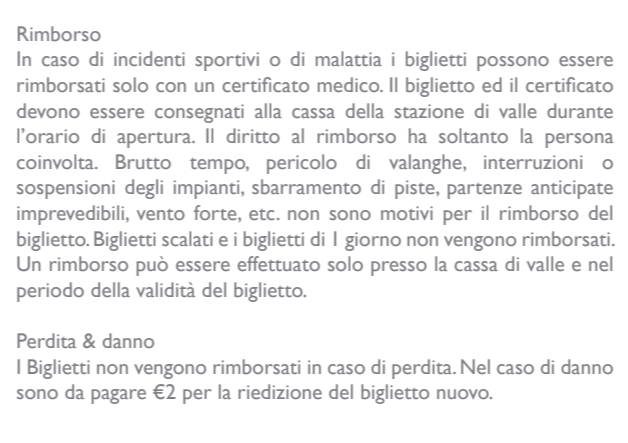 Rimborso
In caso di incidenti sportivi o di malattia i biglietti possono essere
rimborsati solo con un certificato medico. Il biglietto ed il certificato
devono essere consegnati alla cassa della stazione di valle durante
l'orario di apertura. Il diritto al rimborso ha soltanto la persona
coinvolta. Brutto tempo, pericolo di valanghe, interruzioni o
sospensioni degli impianti, sbarramento di piste, partenze anticipate
imprevedibili, vento forte, etc. non sono motivi per il rimborso del
biglietto. Biglietti scalati e i biglietti di 1 giorno non vengono rimborsati.
Un rimborso può essere effettuato solo presso la cassa di valle e nel
periodo della validità del biglietto.

Perdita & danno
I Biglietti non vengono rimborsati in caso di perdita. Nel caso di danno
sono da pagare €2 per la riedizione del biglietto nuovo.